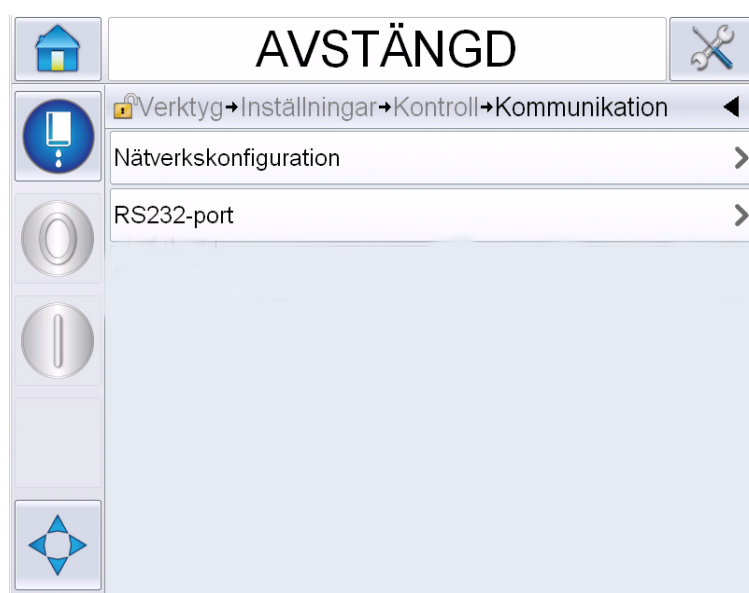 AVSTÄNGD
Verktyg→Inställningar→Kontroll→Kommunikation
Nätverkskonfiguration
RS232-port